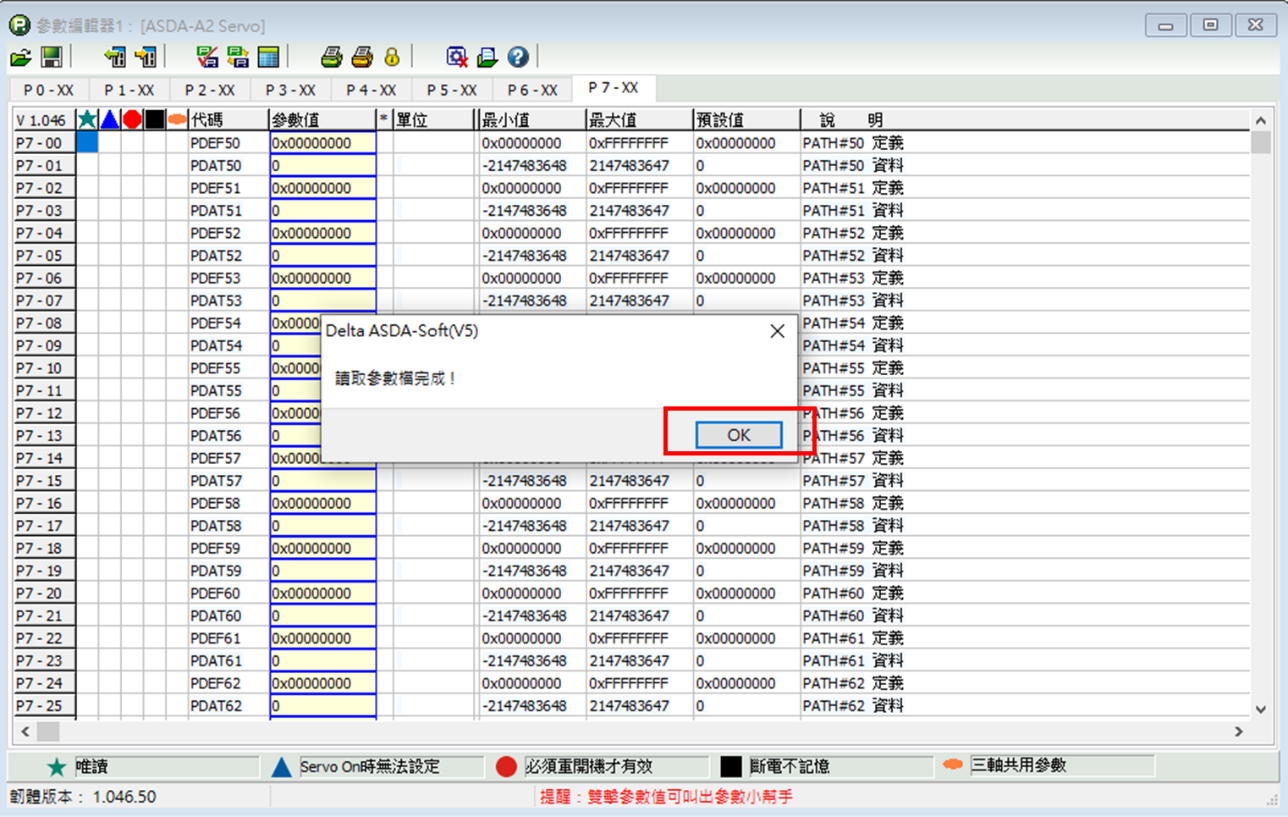 參數編輯器1 : [ASDA-A2 Servo]
P 0 - XX P 1 - XX P 2 - XX P 3 - XX P 4 - XX P 5 - XX P 6 - XX P 7 - XX
V 1.046 代碼 參數值 * 單位 最小值 最大值 預設值 說 明
P7 - 00 PDEF50 0x00000000 0x00000000 0xFFFFFFFF 0x00000000 PATH#50 定義
P7 - 01 PDAT50 0 -2147483648 2147483647 0 PATH#50 資料
P7 - 02 PDEF51 0x00000000 0x00000000 0xFFFFFFFF 0x00000000 PATH#51 定義
P7 - 03 PDAT51 0 -2147483648 2147483647 0 PATH#51 資料
P7 - 04 PDEF52 0x00000000 0x00000000 0xFFFFFFFF 0x00000000 PATH#52 定義
P7 - 05 PDAT52 0 -2147483648 2147483647 0 PATH#52 資料
P7 - 06 PDEF53 0x00000000 0x00000000 0xFFFFFFFF 0x00000000 PATH#53 定義
P7 - 07 PDAT53 0 -2147483648 2147483647 0 PATH#53 資料
P7 - 08 PDEF54 PATH#54 定義
P7 - 09 PDAT54 0 PATH#54 資料
P7 - 10 PDEF55 PATH#55 定義
P7 - 11 PDAT55 0 PATH#55 資料
P7 - 12 PDEF56 PATH#56 定義
P7 - 13 PDAT56 0 PATH#56 資料
P7 - 14 PDEF57 PATH#57 定義
Delta ASDA-Soft(V5)
讀取參數檔完成 !
OK
P7 - 15 PDAT57 0 -2147483648 2147483647 0 PATH#57 資料
P7 - 16 PDEF58 0x00000000 0x00000000 0xFFFFFFFF 0x00000000 PATH#58 定義
P7 - 17 PDAT58 0 -2147483648 2147483647 0 PATH#58 資料
P7 - 18 PDEF59 0x00000000 0x00000000 0xFFFFFFFF 0x00000000 PATH#59 定義
P7 - 19 PDAT59 0 -2147483648 2147483647 0 PATH#59 資料
P7 - 20 PDEF60 0x00000000 0x00000000 0xFFFFFFFF 0x00000000 PATH#60 定義
P7 - 21 PDAT60 0 -2147483648 2147483647 0 PATH#60 資料
P7 - 22 PDEF61 0x00000000 0x00000000 0xFFFFFFFF 0x00000000 PATH#61 定義
P7 - 23 PDAT61 0 -2147483648 2147483647 0 PATH#61 資料
P7 - 24 PDEF62 0x00000000 0x00000000 0xFFFFFFFF 0x00000000 PATH#62 定義
P7 - 25 PDAT62 0 -2147483648 2147483647 0 PATH#62 資料
唯讀 Servo On時無法設定 必須重開機才有效 斷電不記憶 三軸共用參數
韌體版本 : 1.046.50 提醒 : 雙擊參數值可叫出參數小幫手